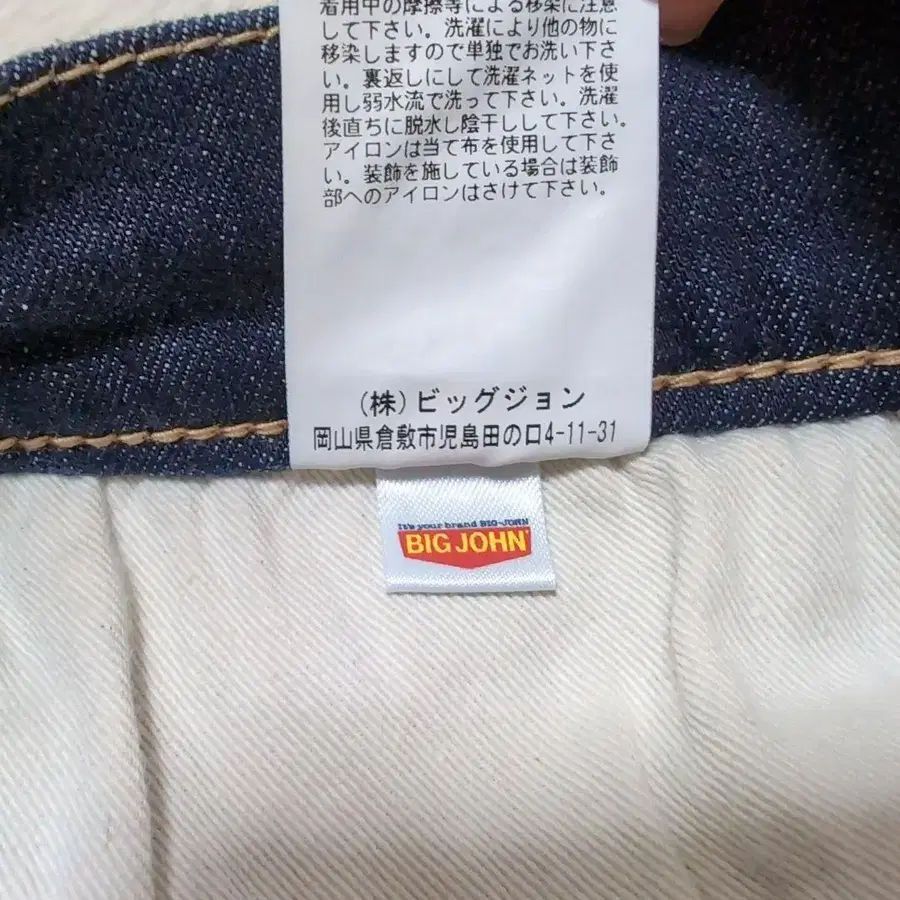 着用中の摩擦等による移染に注意
して下さい。洗濯により他の物に
移染しますので単独でお洗い下さ
い。裏返しにして洗濯ネットを使
用し弱水流で洗って下さい。洗濯
後直ちに脱水し陰干しして下さい。
アイロンは当て布を使用して下さ
い。装飾を施している場合は装飾
部へのアイロンはさけて下さい。
(株)ビッグジョン
岡山県倉敷市児島田の口4-11-31
It's your brand BIG-JOHN
BIG JOHN